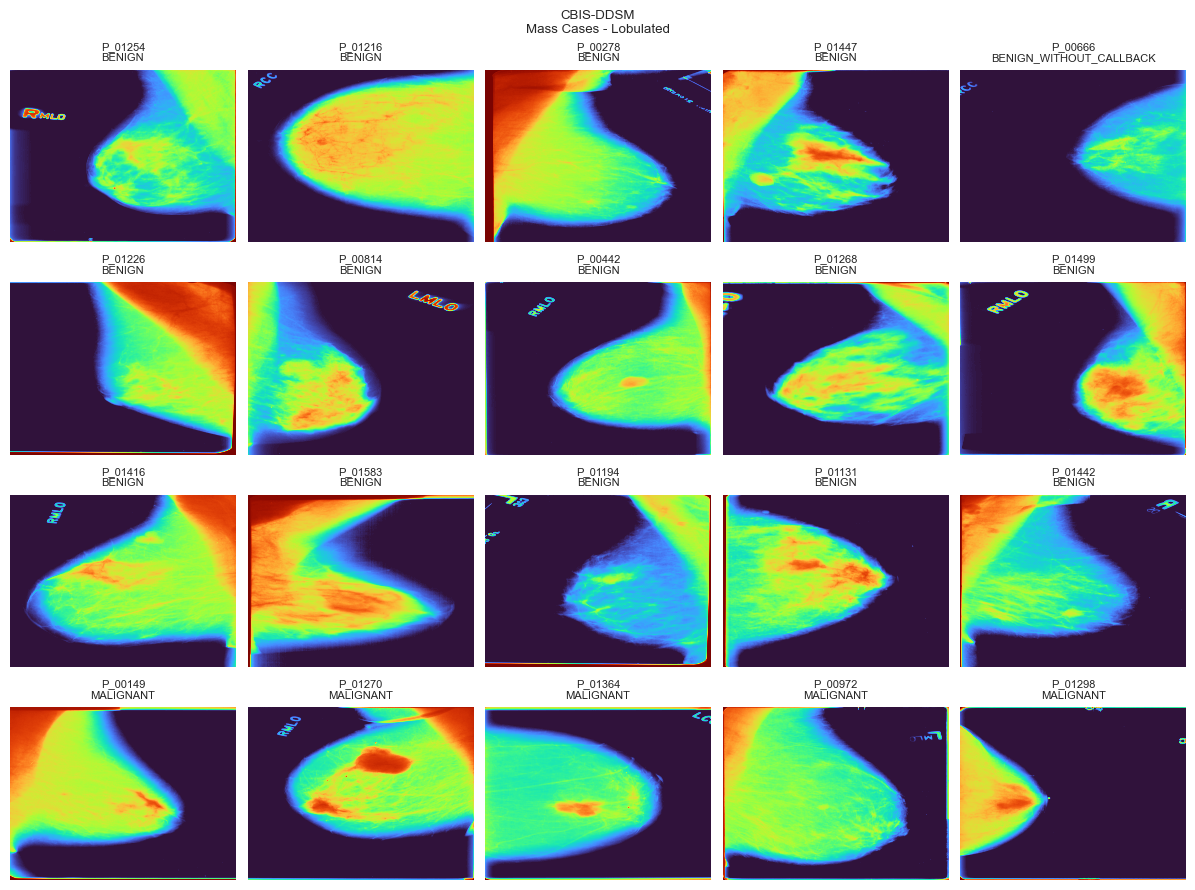 CBIS-DDSM
Mass Cases - Lobulated
P_01254
BENIGN
P_01216
BENIGN
P_00278
BENIGN
P_01447
BENIGN
P_00666
BENIGN_WITHOUT_CALLBACK
RMLO
RCC
RCC
P_01226
BENIGN
P_00814
BENIGN
P_00442
BENIGN
P_01268
BENIGN
P_01499
BENIGN
LMLO
RMLO
RMLO
P_01416
BENIGN
P_01583
BENIGN
P_01194
BENIGN
P_01131
BENIGN
P_01442
BENIGN
RMLO
R
P_00149
MALIGNANT
P_01270
MALIGNANT
P_01364
MALIGNANT
P_00972
MALIGNANT
P_01298
MALIGNANT
RMLO